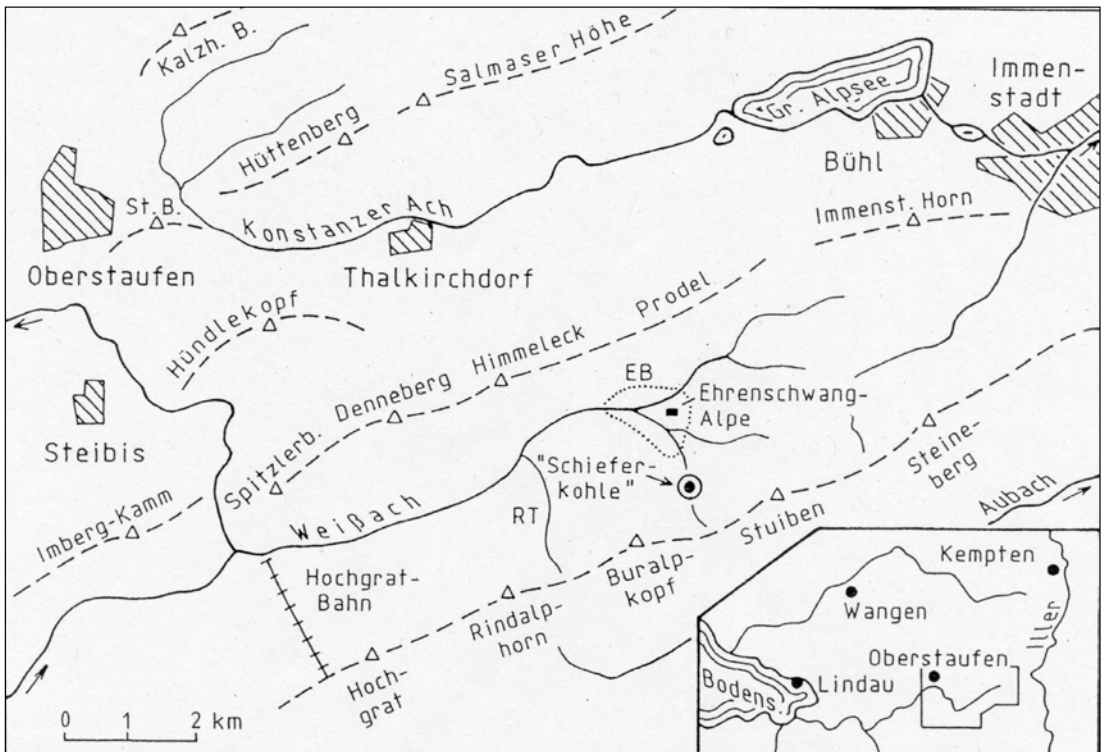 Kalzh. B.
Salmaser Höhe
Hüttenberg
Gr. Alpsee
Immen-
stadt
Bühl
St. B.
Konstanzer Ach
Immenst. Horn
Oberstaufen
Thalkirchdorf
Hündlekopf
Prodel
Himmeleck
Denneberg
Spitzlerb.
EB
Ehrenschwang-
Alpe
Steibis
"Schiefer-
kohle"
Steine-
berg
Imberg-Kamm
Weißach
RT
Stuiben
Aubach
Buralp-
kopf
Hochgrat-
Bahn
Rindalp-
horn
Hoch-
grat
0 1 2 km
Kempten
Wangen
Iller
Oberstaufen
Lindau
Bodens.